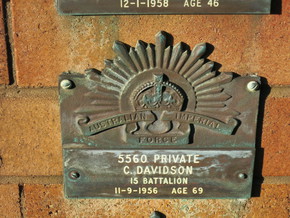 12-1-1958 AGE 46
AUSTRALIAN IMPERIAL
FORCE
5560 PRIVATE
C. DAVIDSON
15 BATTALION
11-9-1956 AGE 69